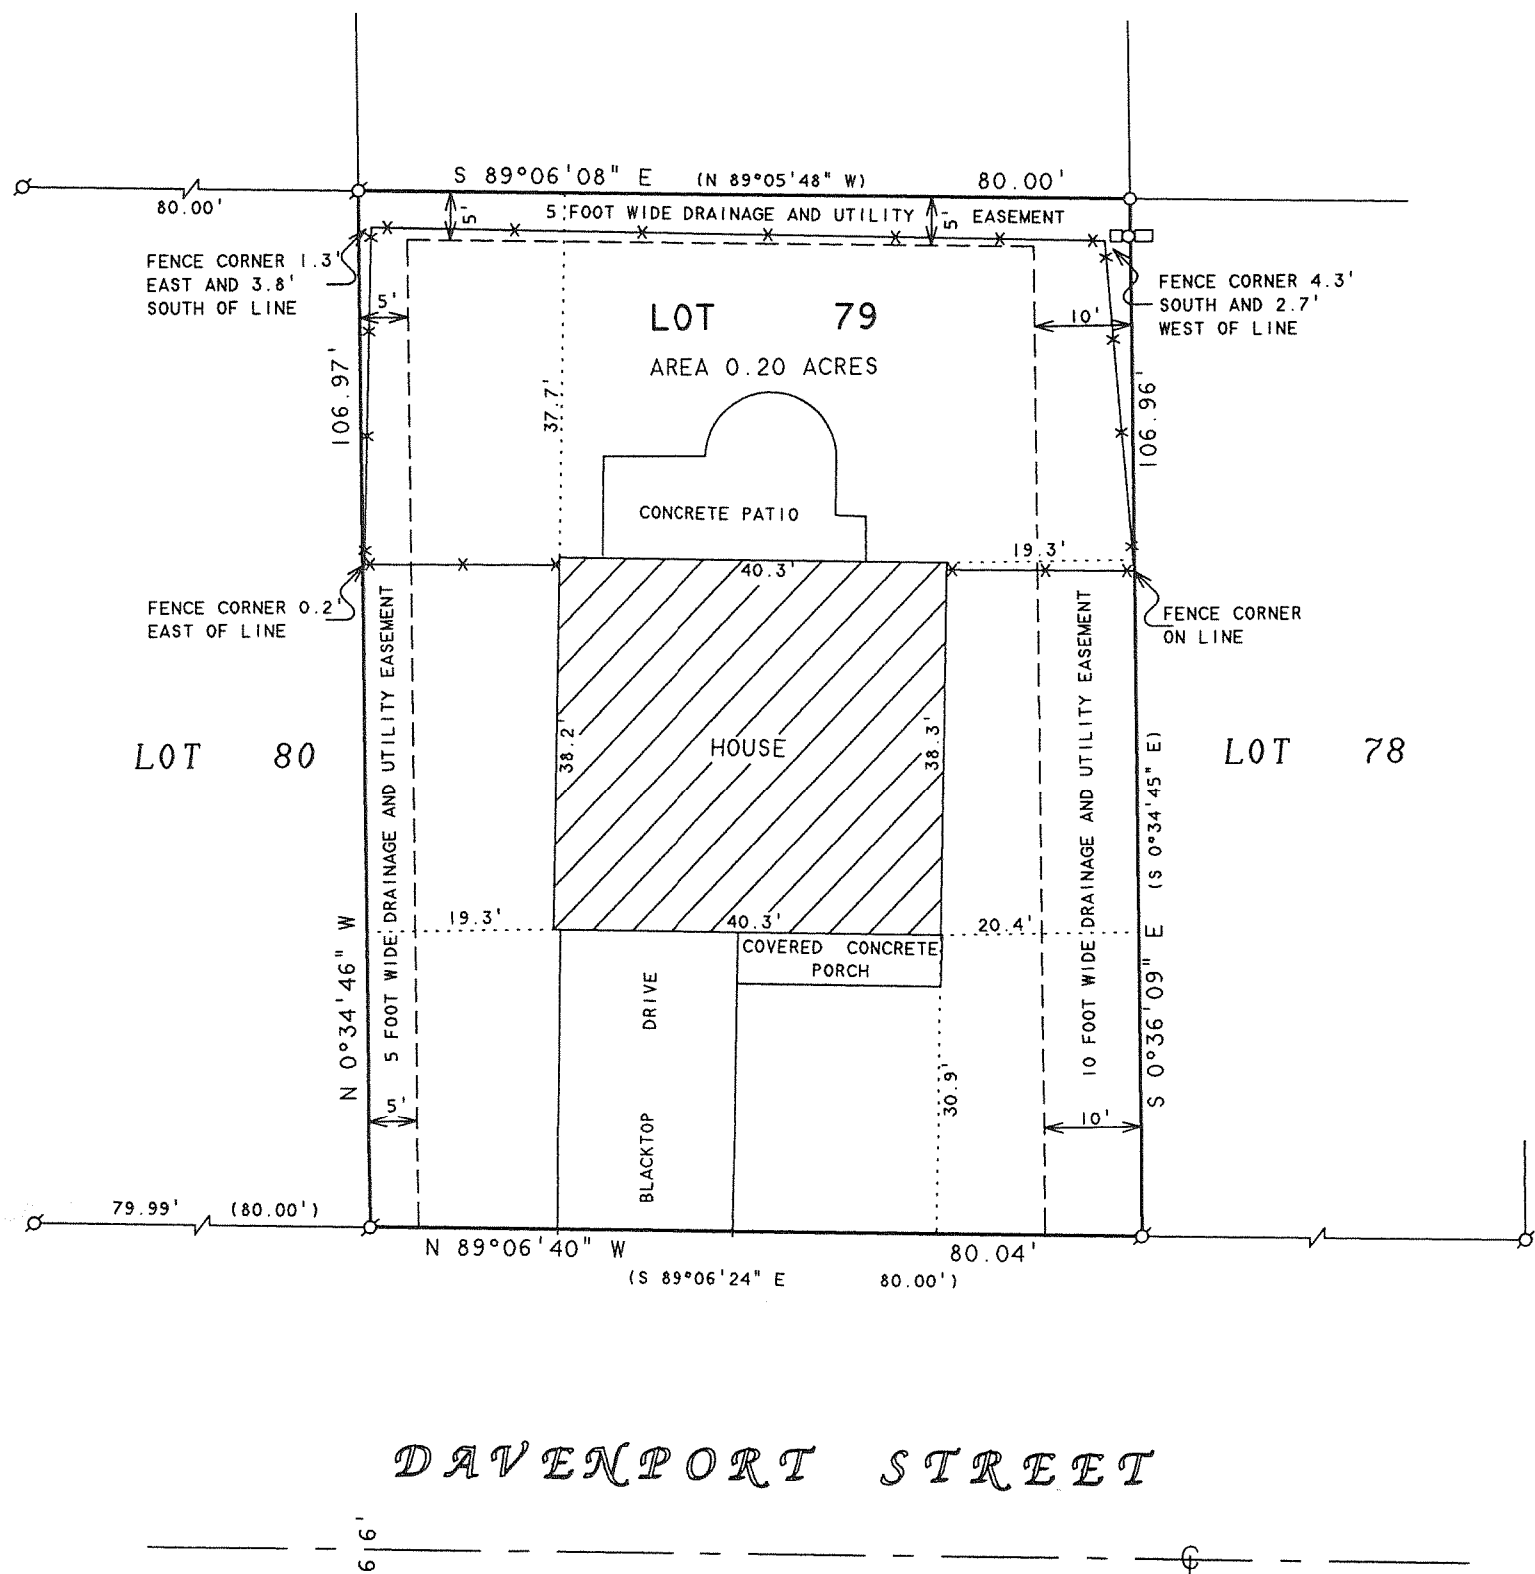 S 89°06'08" E (N 89°05'48" W) 80.00'
80.00'
5' 5 FOOT WIDE DRAINAGE AND UTILITY 5' EASEMENT
FENCE CORNER 1.3'
EAST AND 3.8'
SOUTH OF LINE
FENCE CORNER 4.3'
SOUTH AND 2.7'
WEST OF LINE
5'
10'
LOT 79
AREA 0.20 ACRES
106.97'
37.7'
106.96'
CONCRETE PATIO
19.3'
40.3'
FENCE CORNER 0.2'
EAST OF LINE
FENCE CORNER
ON LINE
5 FOOT WIDE DRAINAGE AND UTILITY EASEMENT
10 FOOT WIDE DRAINAGE AND UTILITY EASEMENT
LOT 80
38.2'
HOUSE
38.3'
(S 0°34'45" E)
LOT 78
N 0°34'46" W
19.3'
40.3'
20.4'
S 0°36'09" E
COVERED CONCRETE
PORCH
BLACKTOP DRIVE
30.9'
5'
10'
79.99' (80.00')
N 89°06'40" W 80.04'
(S 89°06'24" E 80.00')
DAVENPORT STREET
66'